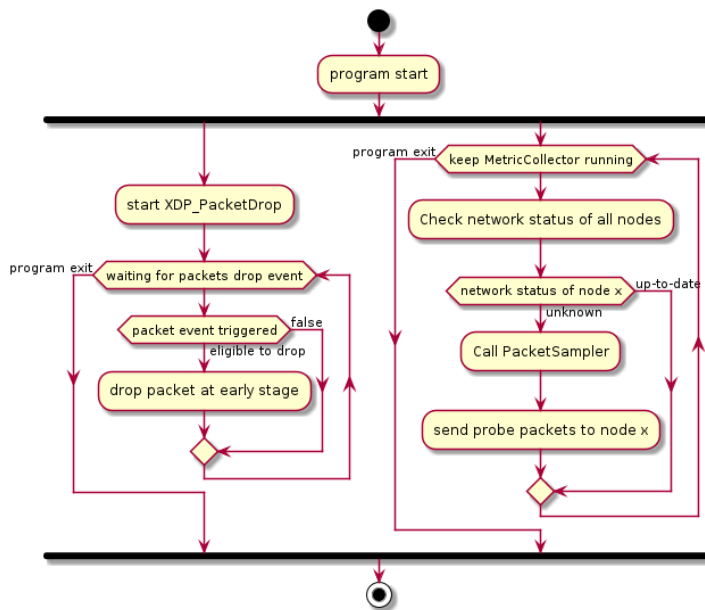 program start
start XDP_PacketDrop
program exit
waiting for packets drop event
packet event triggered
false
eligible to drop
drop packet at early stage
program exit
keep MetricCollector running
Check network status of all nodes
network status of node x
up-to-date
unknown
Call PacketSampler
send probe packets to node x